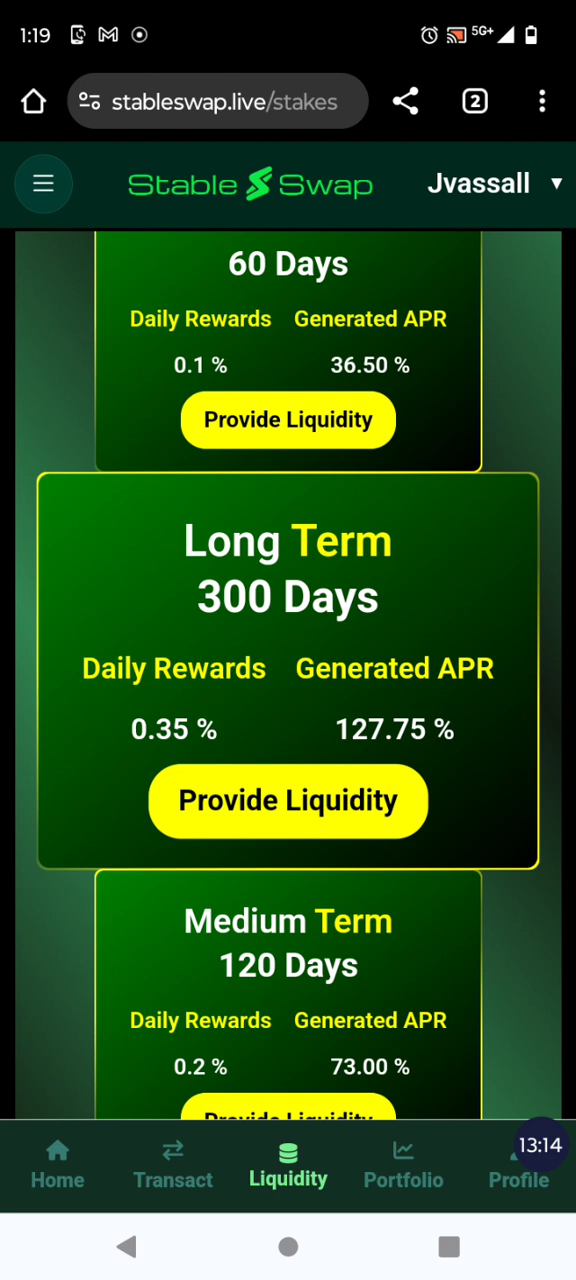 1:19 5G+
stableswap.live/stakes 2
Stable Swap Jvassall
60 Days
Daily Rewards Generated APR
0.1 % 36.50 %
Provide Liquidity
Long Term
300 Days
Daily Rewards Generated APR
0.35 % 127.75 %
Provide Liquidity
Medium Term
120 Days
Daily Rewards Generated APR
0.2 % 73.00 %
Provide Liquidity
13:14
Home Transact Liquidity Portfolio Profile